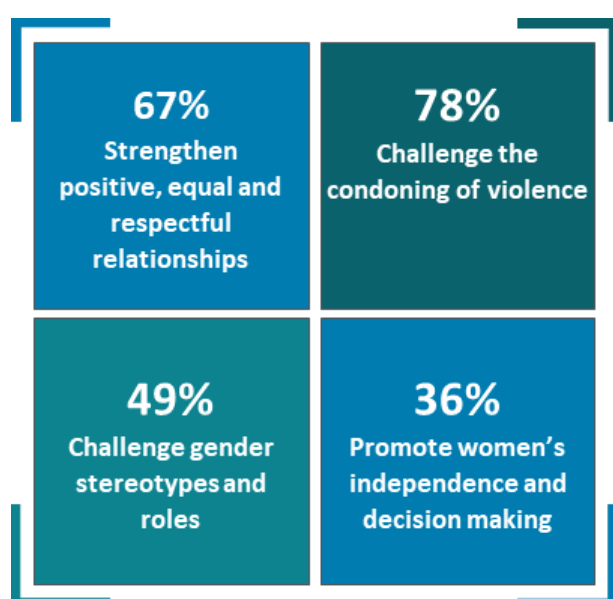 67%
Strengthen
positive, equal and
respectful
relationships
78%
Challenge the
condoning of violence
49%
Challenge gender
stereotypes and
roles
36%
Promote women's
independence and
decision making